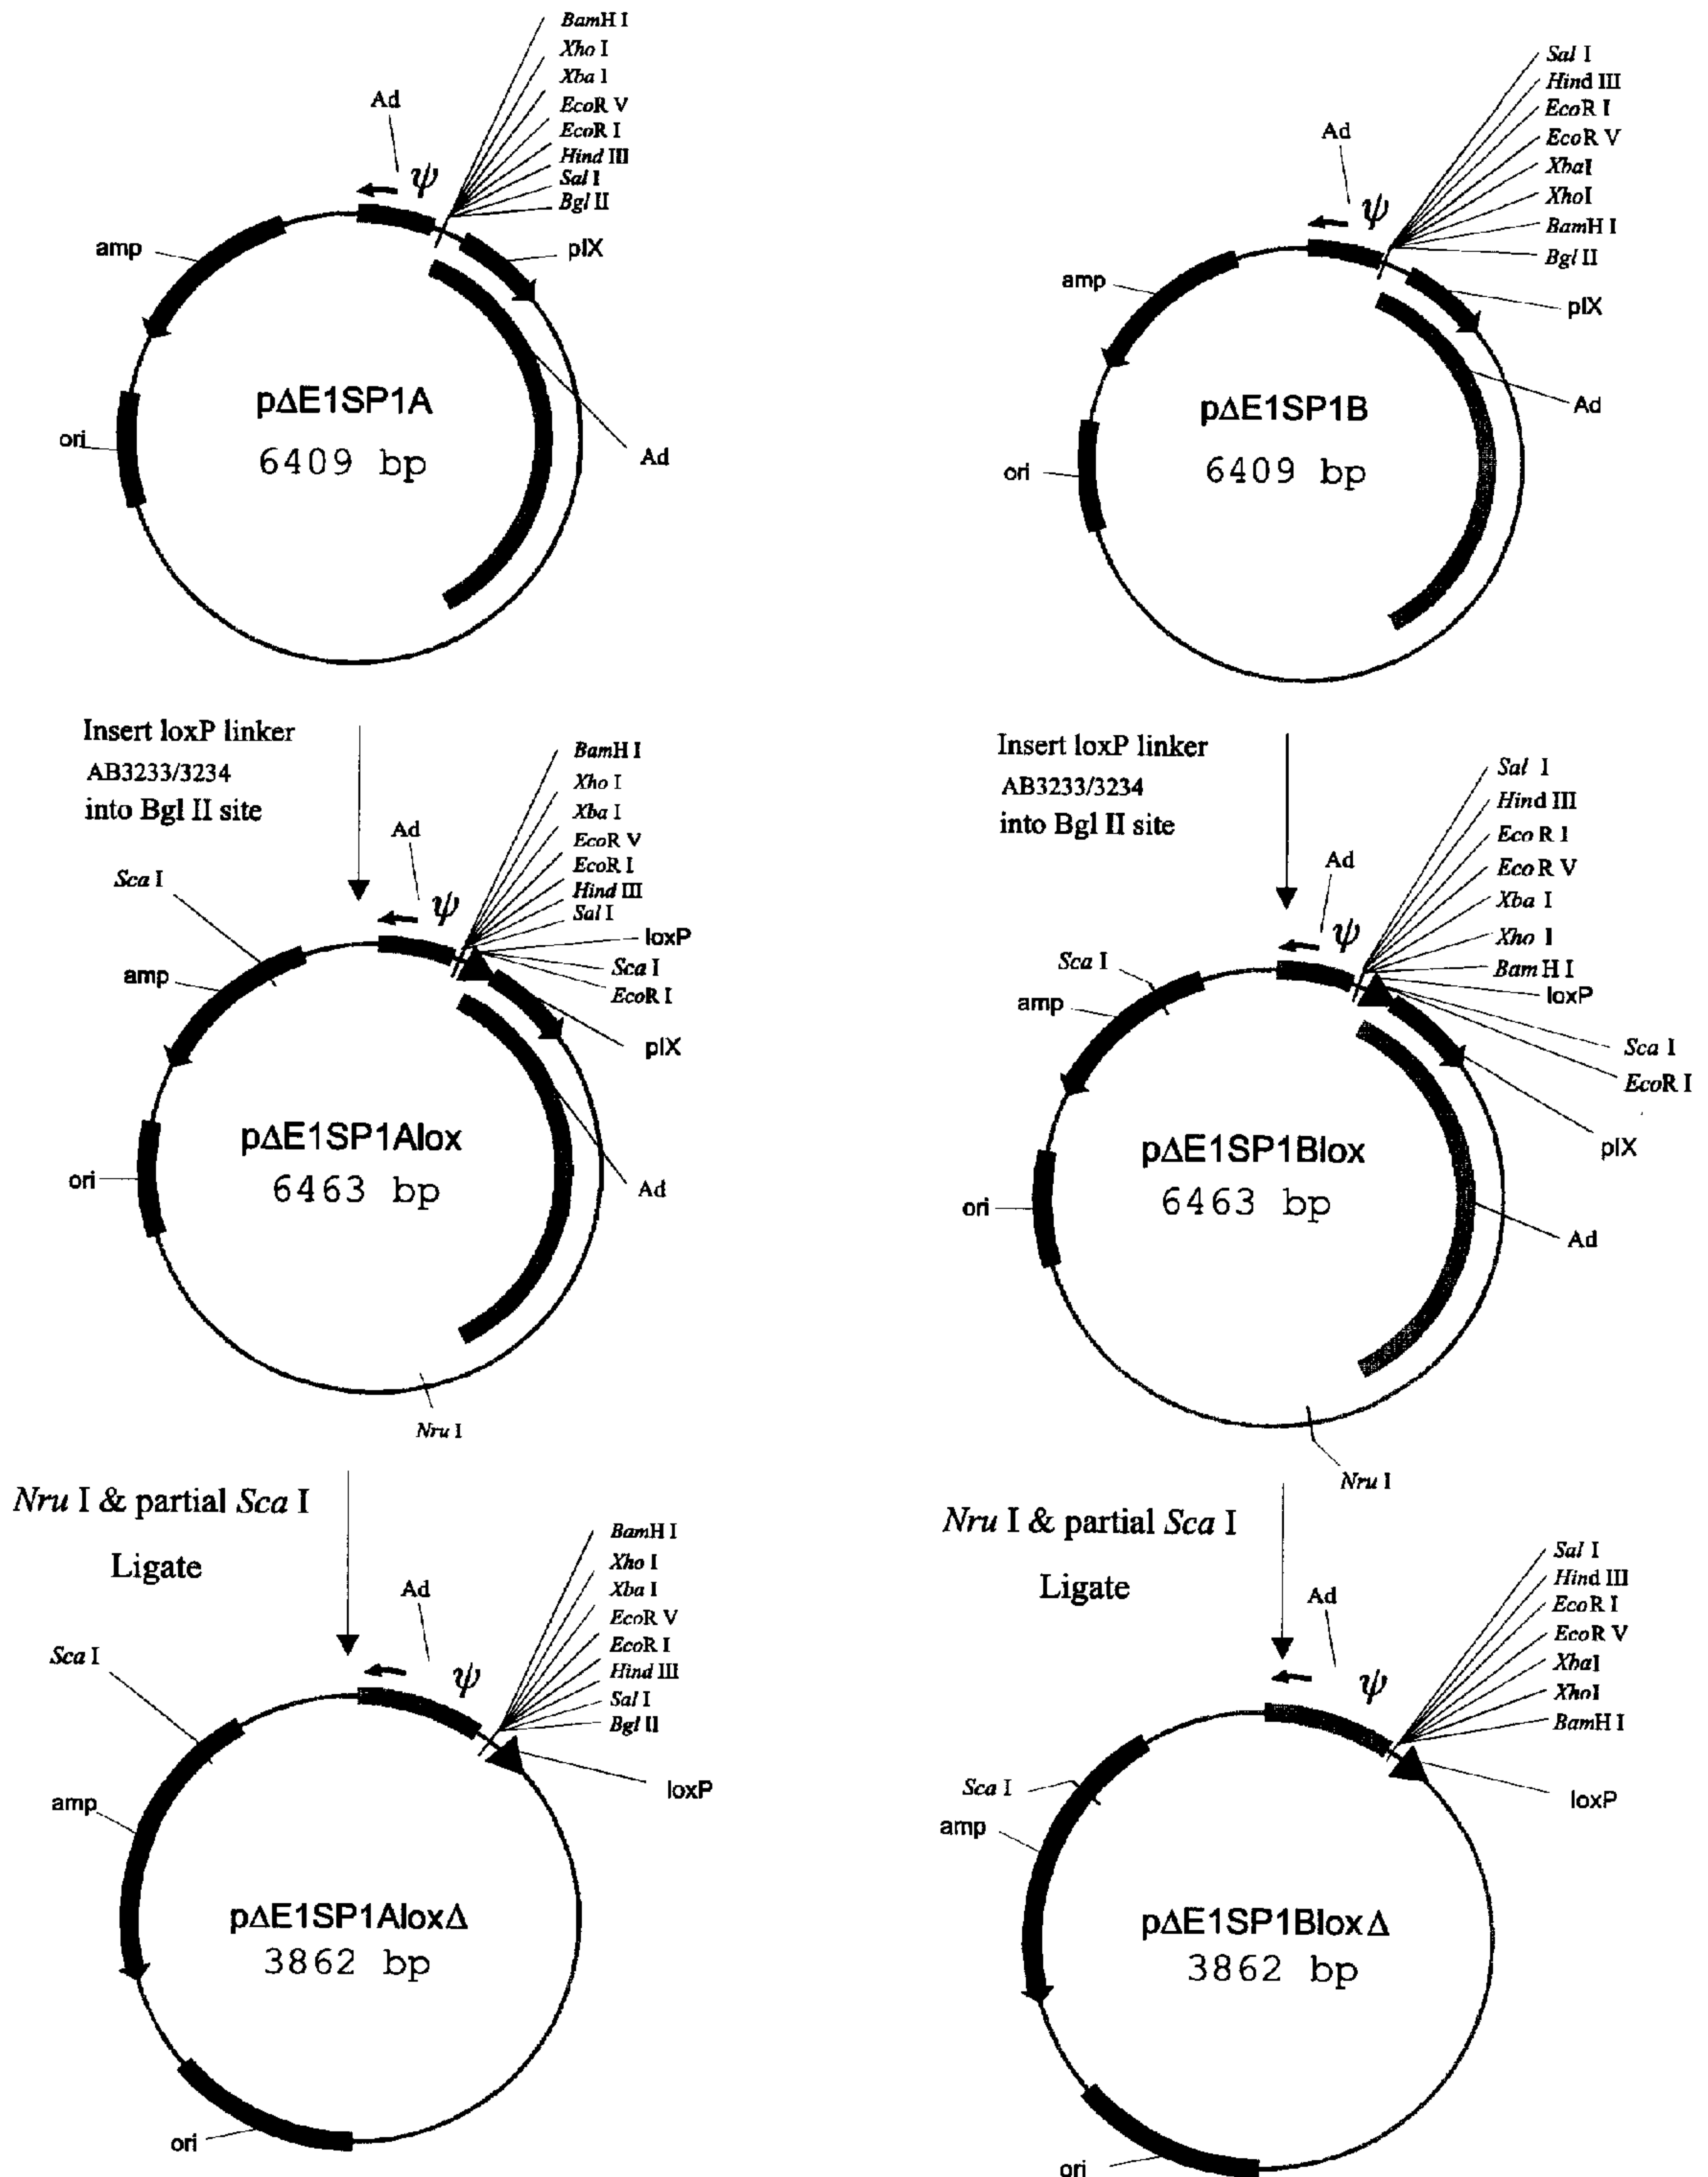 BamH I
Xho I
Xba I
EcoR V
EcoR I
Hind III
Sal I
Bgl II
Ad
ψ
amp
pIX
pΔE1SP1A
6409 bp
ori
Ad
Sal I
Hind III
EcoR I
EcoR V
XbaI
XhoI
BamH I
Bgl II
Ad
ψ
amp
pIX
pΔE1SP1B
6409 bp
ori
Ad
Insert loxP linker
AB3233/3234
into Bgl II site
BamH I
Xho I
Xba I
EcoR V
EcoR I
Hind III
Sal I
loxP
Sca I
EcoR I
Ad
ψ
Sca I
amp
pIX
pΔE1SP1Alox
6463 bp
ori
Ad
Nru I
Insert loxP linker
AB3233/3234
into Bgl II site
Sal I
Hind III
Eco R I
Eco R V
Xba I
Xho I
Bam H I
loxP
Sca I
EcoR I
Ad
ψ
Sca I
amp
pIX
pΔE1SP1Blox
6463 bp
ori
Ad
Nru I
Nru I & partial Sca I
Ligate
BamH I
Xho I
Xba I
EcoR V
EcoR I
Hind III
Sal I
Bgl II
Ad
ψ
Sca I
loxP
amp
pΔE1SP1AloxΔ
3862 bp
ori
Nru I & partial Sca I
Ligate
Sal I
Hind III
EcoR I
EcoR V
XbaI
XhoI
BamH I
Ad
ψ
Sca I
loxP
amp
pΔE1SP1BloxΔ
3862 bp
ori